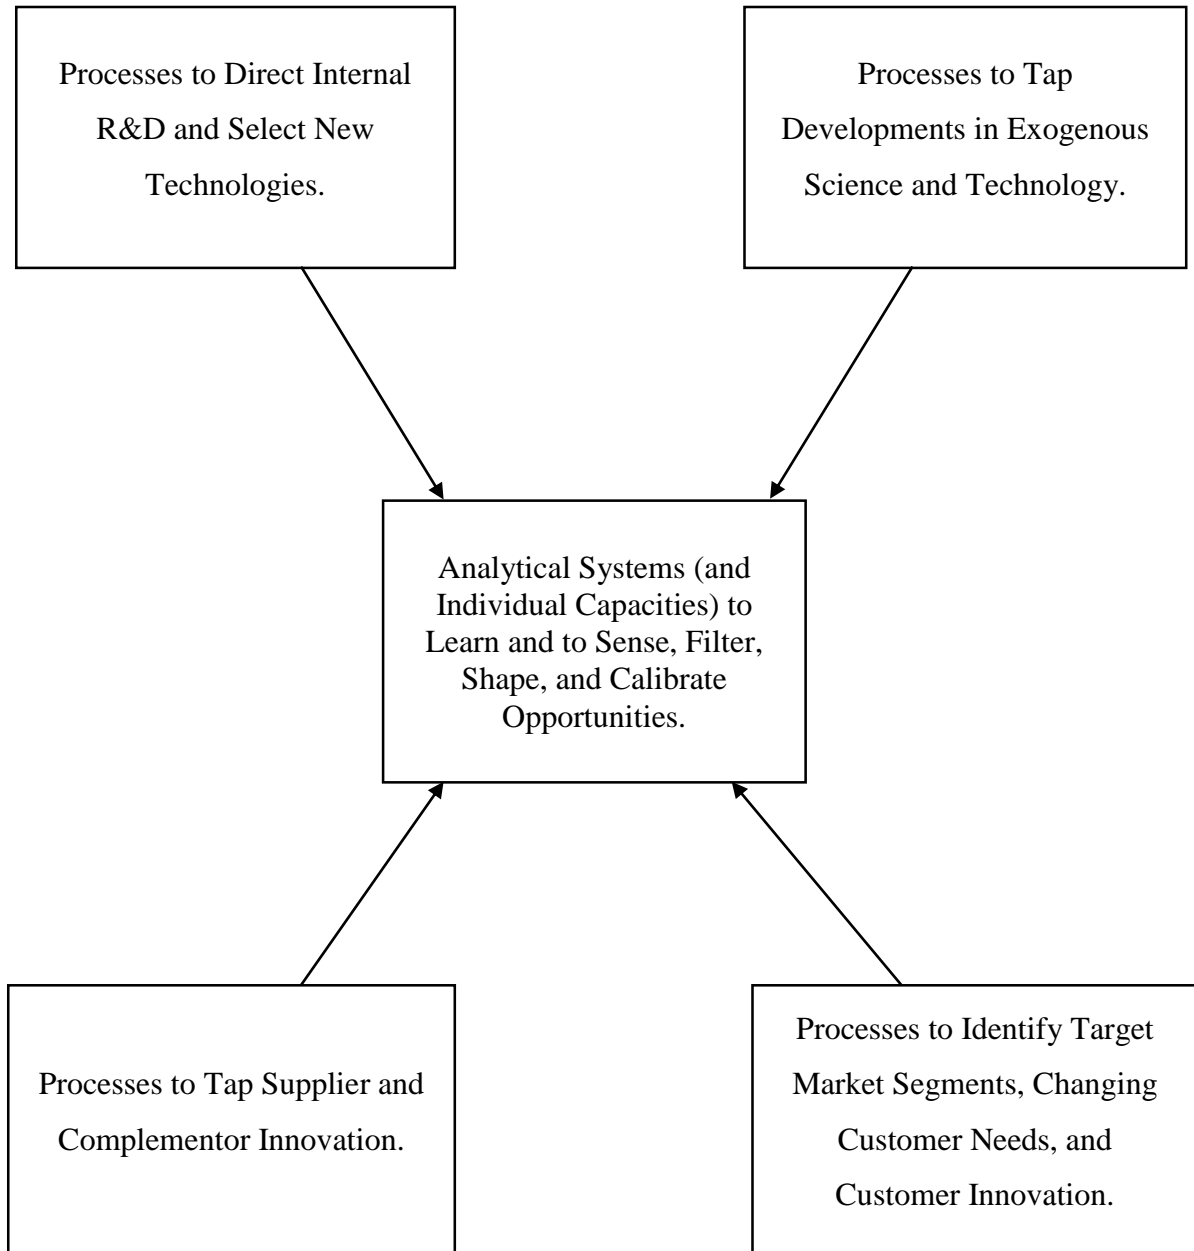 Processes to Direct Internal
R&D and Select New
Technologies.
Processes to Tap
Developments in Exogenous
Science and Technology.
Analytical Systems (and
Individual Capacities) to
Learn and to Sense, Filter,
Shape, and Calibrate
Opportunities.
Processes to Tap Supplier and
Complementor Innovation.
Processes to Identify Target
Market Segments, Changing
Customer Needs, and
Customer Innovation.